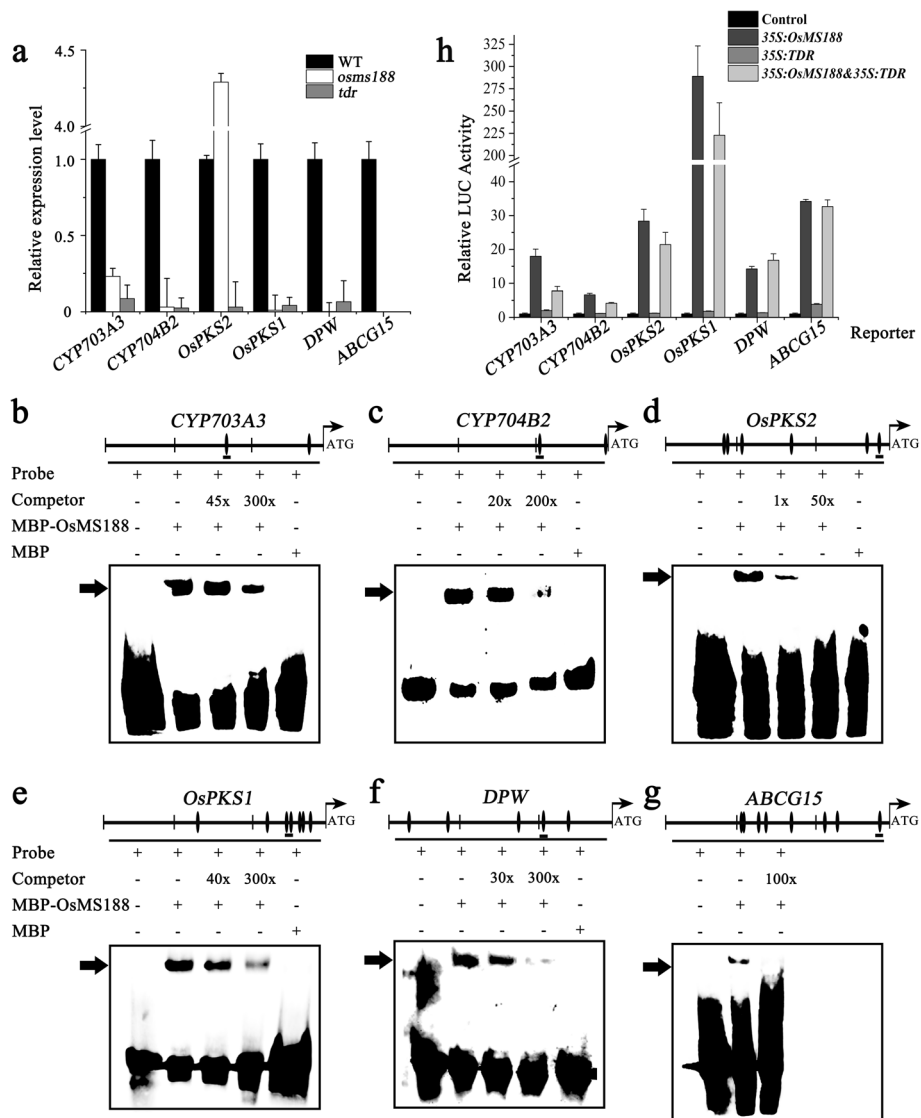 a
Relative expression level
4.5
4.0
1.0
0.5
0
WT
osms188
tdr
CYP703A3
CYP704B2
OsPKS2
OsPKS1
DPW
ABCG15
h
Relative LUC Activity
325
300
275
250
225
200
40
30
20
10
0
Control
35S:OsMS188
35S:TDR
35S:OsMS188&35S:TDR
CYP703A3
CYP704B2
OsPKS2
OsPKS1
DPW
ABCG15
Reporter
b
CYP703A3
ATG
c
CYP704B2
ATG
d
OsPKS2
ATG
Probe + + + + + + + + + + + + + + +
Competor - - 45x 300x - - - 20x 200x - - - 1x 50x -
MBP-OsMS188 - + + + - - + + + - - + + + -
MBP - - - - + - - - - + - - - - +
e
OsPKS1
ATG
f
DPW
ATG
g
ABCG15
ATG
Probe + + + + + + + + + + + + +
Competor - - 40x 300x - - - 30x 300x - - - 100x
MBP-OsMS188 - + + + - - + + + - - + +
MBP - - - - + - - - - + - - -